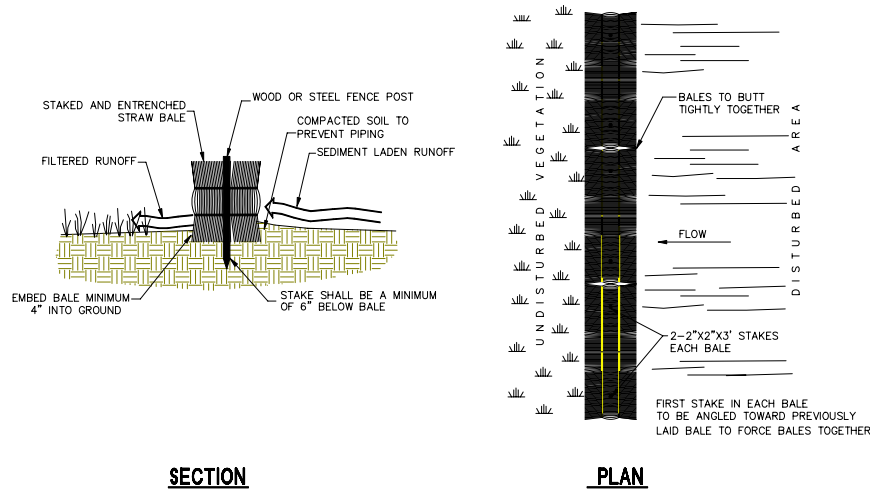 STAKED AND ENTRENCHED
STRAW BALE
WOOD OR STEEL FENCE POST
COMPACTED SOIL TO
PREVENT PIPING
FILTERED RUNOFF
SEDIMENT LADEN RUNOFF
EMBED BALE MINIMUM
4" INTO GROUND
STAKE SHALL BE A MINIMUM
OF 6" BELOW BALE
SECTION
UNDISTURBED VEGETATION
BALES TO BUTT
TIGHTLY TOGETHER
DISTURBED AREA
FLOW
2-2"X2"X3' STAKES
EACH BALE
FIRST STAKE IN EACH BALE
TO BE ANGLED TOWARD PREVIOUSLY
LAID BALE TO FORCE BALES TOGETHER
PLAN